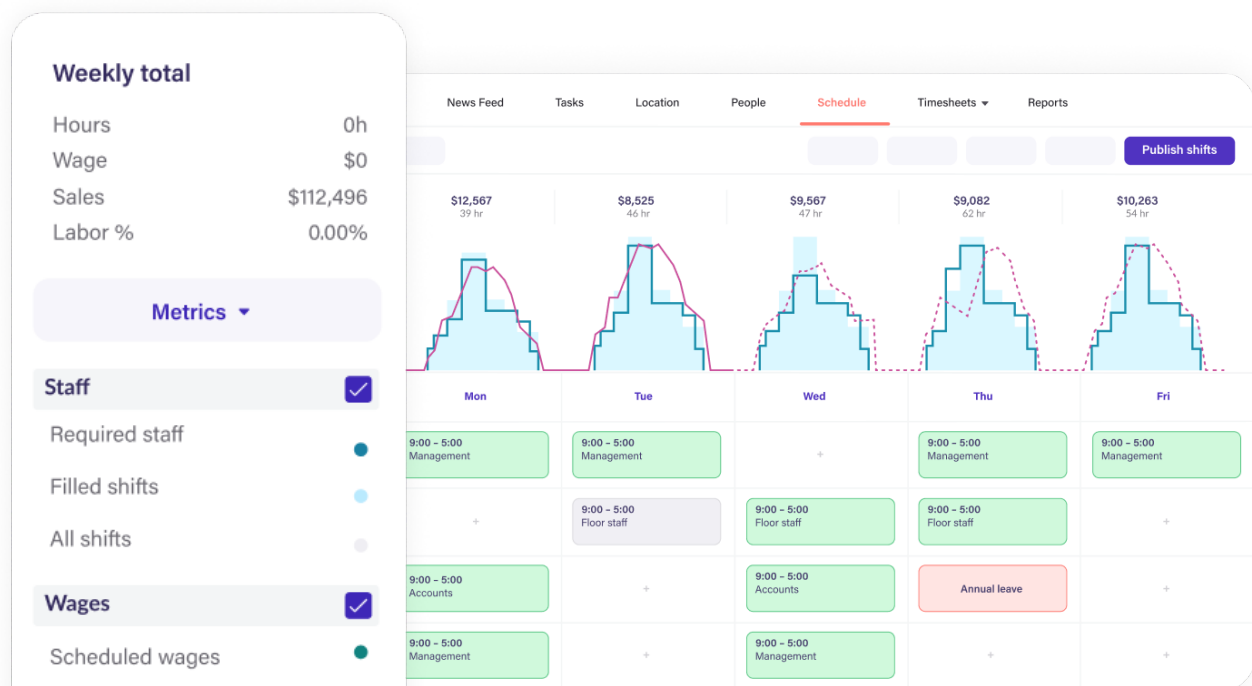 Weekly total
Hours 0h
Wage $0
Sales $112,496
Labor % 0.00%
Metrics
Staff
Required staff
Filled shifts
All shifts
Wages
Scheduled wages
News Feed Tasks Location People Schedule Timesheets Reports
Publish shifts
$12,567 $8,525 $9,567 $9,082 $10,263
39 hr 46 hr 47 hr 62 hr 54 hr
Mon Tue Wed Thu Fri
9:00 – 5:00 9:00 – 5:00 9:00 – 5:00 9:00 – 5:00
Management Management Management Management
9:00 – 5:00 9:00 – 5:00 9:00 – 5:00
Floor staff Floor staff Floor staff
9:00 – 5:00 9:00 – 5:00
Accounts Accounts
Annual leave
9:00 – 5:00 9:00 – 5:00
Management Management